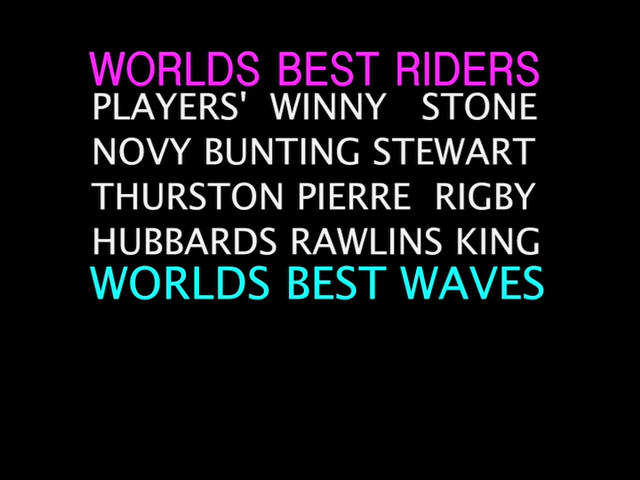 WORLDS BEST RIDERS
PLAYERS' WINNY STONE
NOVY BUNTING STEWART
THURSTON PIERRE RIGBY
HUBBARDS RAWLINS KING
WORLDS BEST WAVES